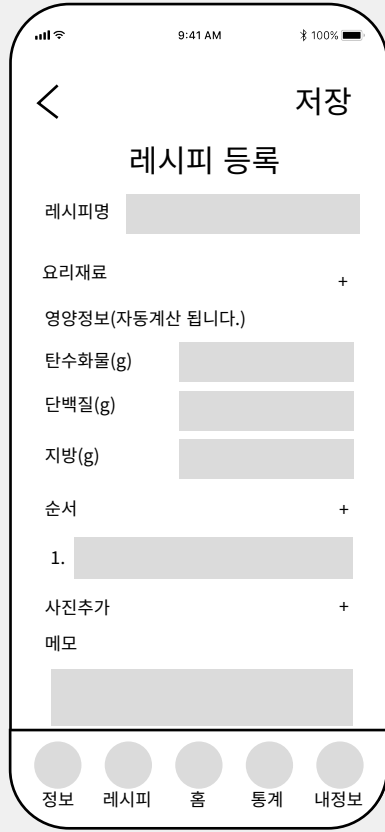 9:41 AM 100%
저장
레시피 등록
레시피명
요리재료 +
영양정보(자동계산 됩니다.)
탄수화물(g)
단백질(g)
지방(g)
순서 +
1.
사진추가 +
메모
정보 레시피 홈 통계 내정보